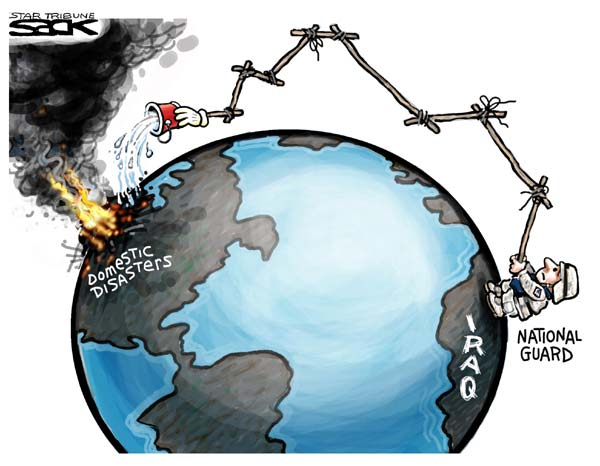 STAR TRIBUNE
SACK
DOMESTIC
DISASTERS
IRAQ
NATIONAL
GUARD